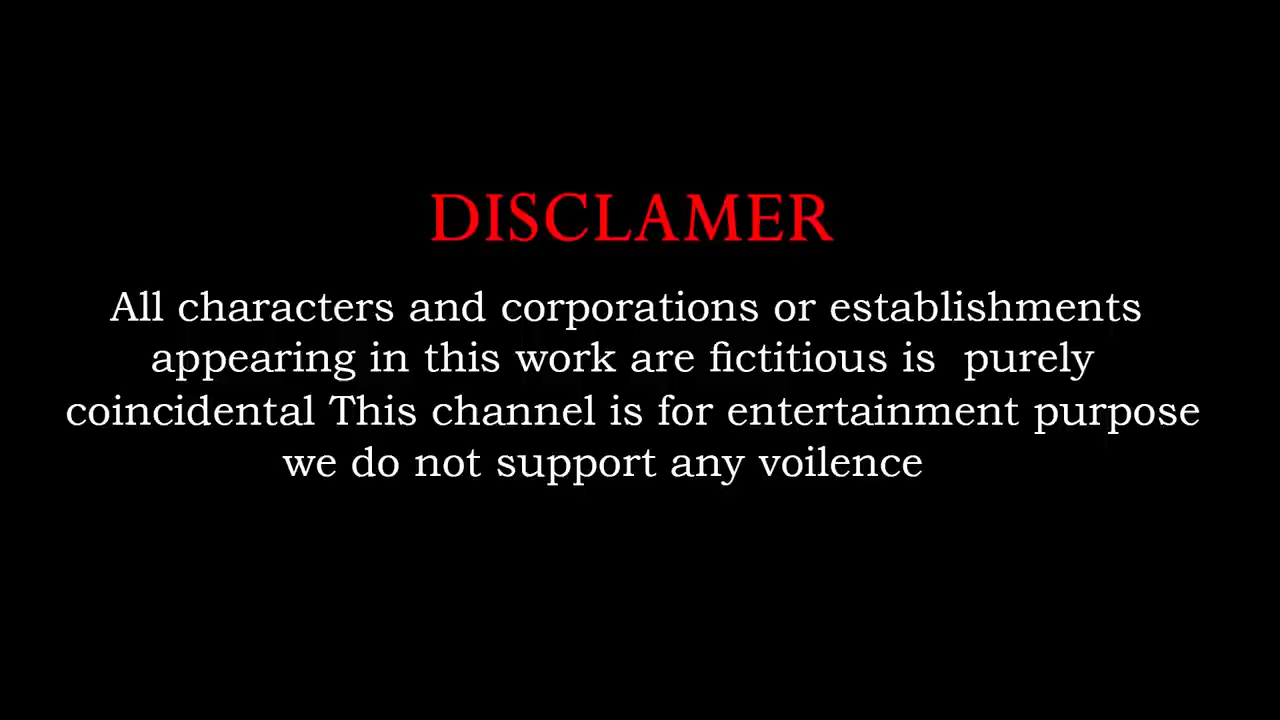 DISCLAMER
All characters and corporations or establishments
appearing in this work are fictitious is  purely
coincidental This channel is for entertainment purpose
we do not support any voilence